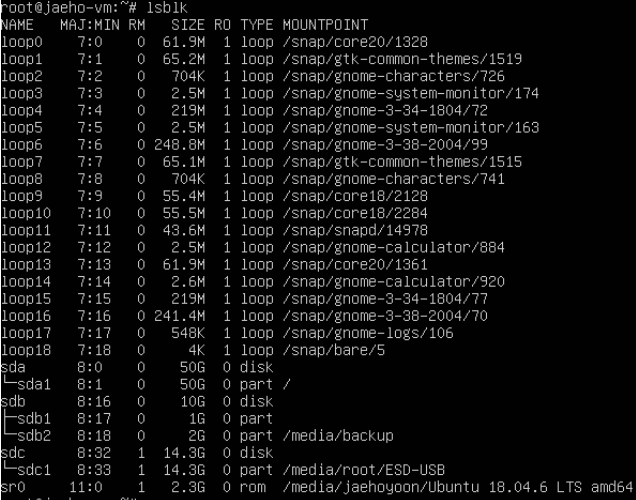 root@jaeho-vm:~# lsblk
NAME MAJ:MIN RM SIZE RO TYPE MOUNTPOINT
loop0 7:0 0 61.9M 1 loop /snap/core20/1328
loop1 7:1 0 65.2M 1 loop /snap/gtk-common-themes/1519
loop2 7:2 0 704K 1 loop /snap/gnome-characters/726
loop3 7:3 0 2.5M 1 loop /snap/gnome-system-monitor/174
loop4 7:4 0 219M 1 loop /snap/gnome-3-34-1804/72
loop5 7:5 0 2.5M 1 loop /snap/gnome-system-monitor/163
loop6 7:6 0 248.8M 1 loop /snap/gnome-3-38-2004/99
loop7 7:7 0 65.1M 1 loop /snap/gtk-common-themes/1515
loop8 7:8 0 704K 1 loop /snap/gnome-characters/741
loop9 7:9 0 55.4M 1 loop /snap/core18/2128
loop10 7:10 0 55.5M 1 loop /snap/core18/2284
loop11 7:11 0 43.6M 1 loop /snap/snapd/14978
loop12 7:12 0 2.5M 1 loop /snap/gnome-calculator/884
loop13 7:13 0 61.9M 1 loop /snap/core20/1361
loop14 7:14 0 2.6M 1 loop /snap/gnome-calculator/920
loop15 7:15 0 219M 1 loop /snap/gnome-3-34-1804/77
loop16 7:16 0 241.4M 1 loop /snap/gnome-3-38-2004/70
loop17 7:17 0 548K 1 loop /snap/gnome-logs/106
loop18 7:18 0 4K 1 loop /snap/bare/5
sda 8:0 0 50G 0 disk
└─sda1 8:1 0 50G 0 part /
sdb 8:16 0 10G 0 disk
├─sdb1 8:17 0 1G 0 part
└─sdb2 8:18 0 2G 0 part /media/backup
sdc 8:32 1 14.3G 0 disk
└─sdc1 8:33 1 14.3G 0 part /media/root/ESD-USB
sr0 11:0 1 2.3G 0 rom /media/jaehoyoon/Ubuntu 18.04.6 LTS amd64